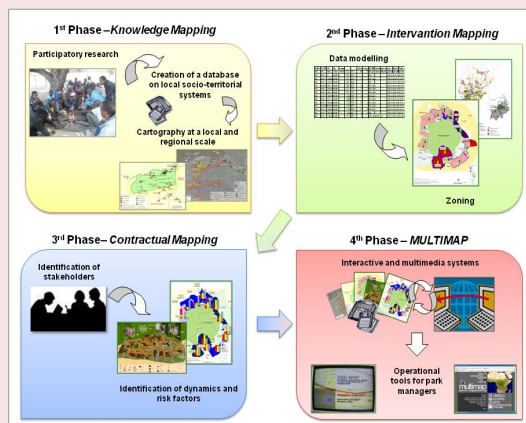 1st Phase – Knowledge Mapping
Participatory research
Creation of a database
on local socio-territorial
systems
Cartography at a local and
regional scale
2nd Phase – Intervantion Mapping
Data modelling
Zoning
3rd Phase– Contractual Mapping
Identification of
stakeholders
Identification of dynamics and
risk factors
4th Phase – MULTIMAP
Interactive and multimedia systems
Operational
tools for park
managers
multimap